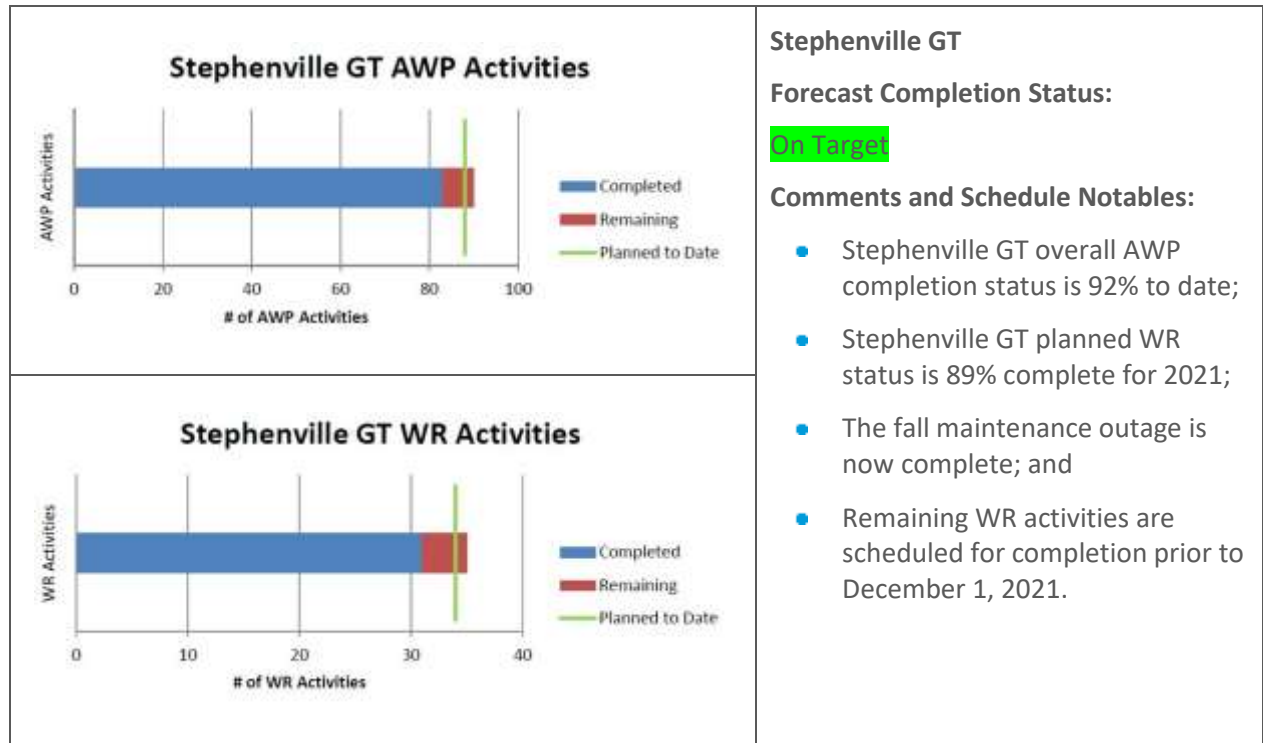 Stephenville GT AWP Activities
AWP Activities
Completed
Remaining
Planned to Date
0 20 40 60 80 100
# of AWP Activities
Stephenville GT WR Activities
WR Activities
Completed
Remaining
Planned to Date
0 10 20 30 40
# of WR Activities
Stephenville GT
Forecast Completion Status:
On Target
Comments and Schedule Notables:
• Stephenville GT overall AWP
completion status is 92% to date;
• Stephenville GT planned WR
status is 89% complete for 2021;
• The fall maintenance outage is
now complete; and
• Remaining WR activities are
scheduled for completion prior to
December 1, 2021.